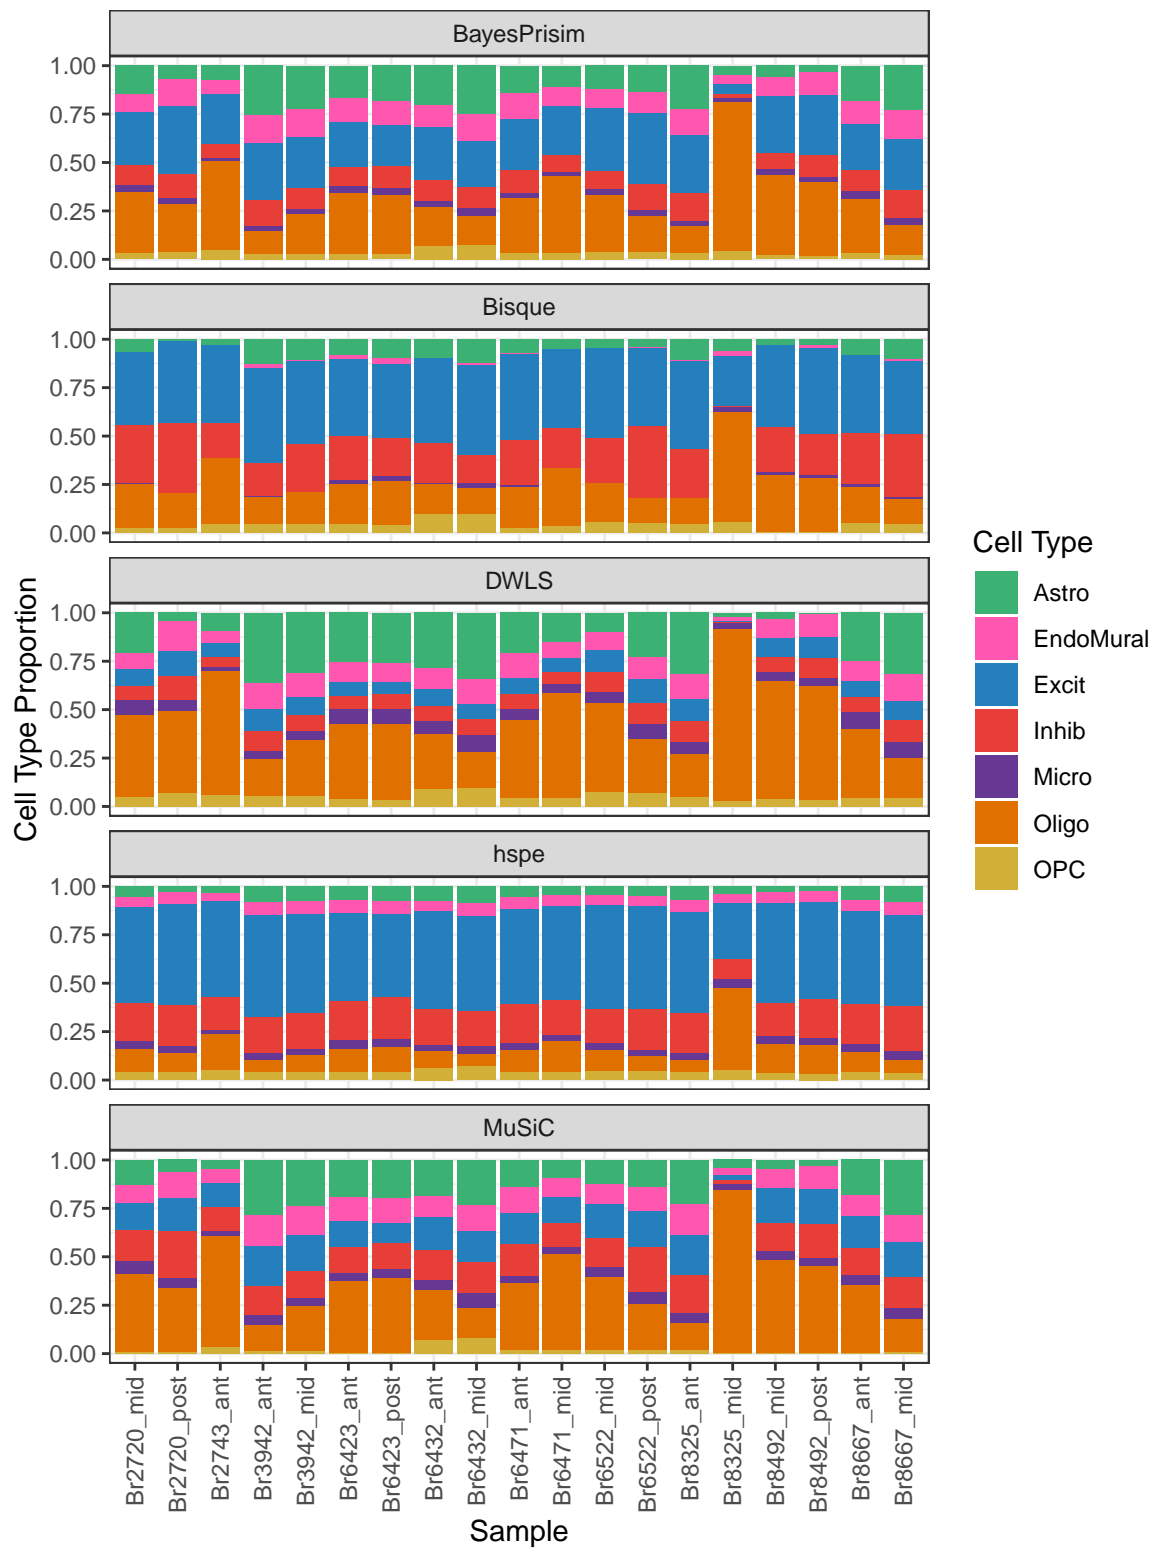 BayesPrisim
1.00
0.75
0.50
0.25
0.00
Bisque
1.00
0.75
0.50
0.25
0.00
DWLS
1.00
0.75
0.50
0.25
0.00
hspe
1.00
0.75
0.50
0.25
0.00
MuSiC
1.00
0.75
0.50
0.25
0.00
Cell Type Proportion
Br2720_mid
Br2720_post
Br2743_ant
Br3942_ant
Br3942_mid
Br6423_ant
Br6423_post
Br6432_ant
Br6432_mid
Br6471_ant
Br6471_mid
Br6522_mid
Br6522_post
Br8325_ant
Br8325_mid
Br8492_mid
Br8492_post
Br8667_ant
Br8667_mid
Sample
Cell Type
Astro
EndoMural
Excit
Inhib
Micro
Oligo
OPC